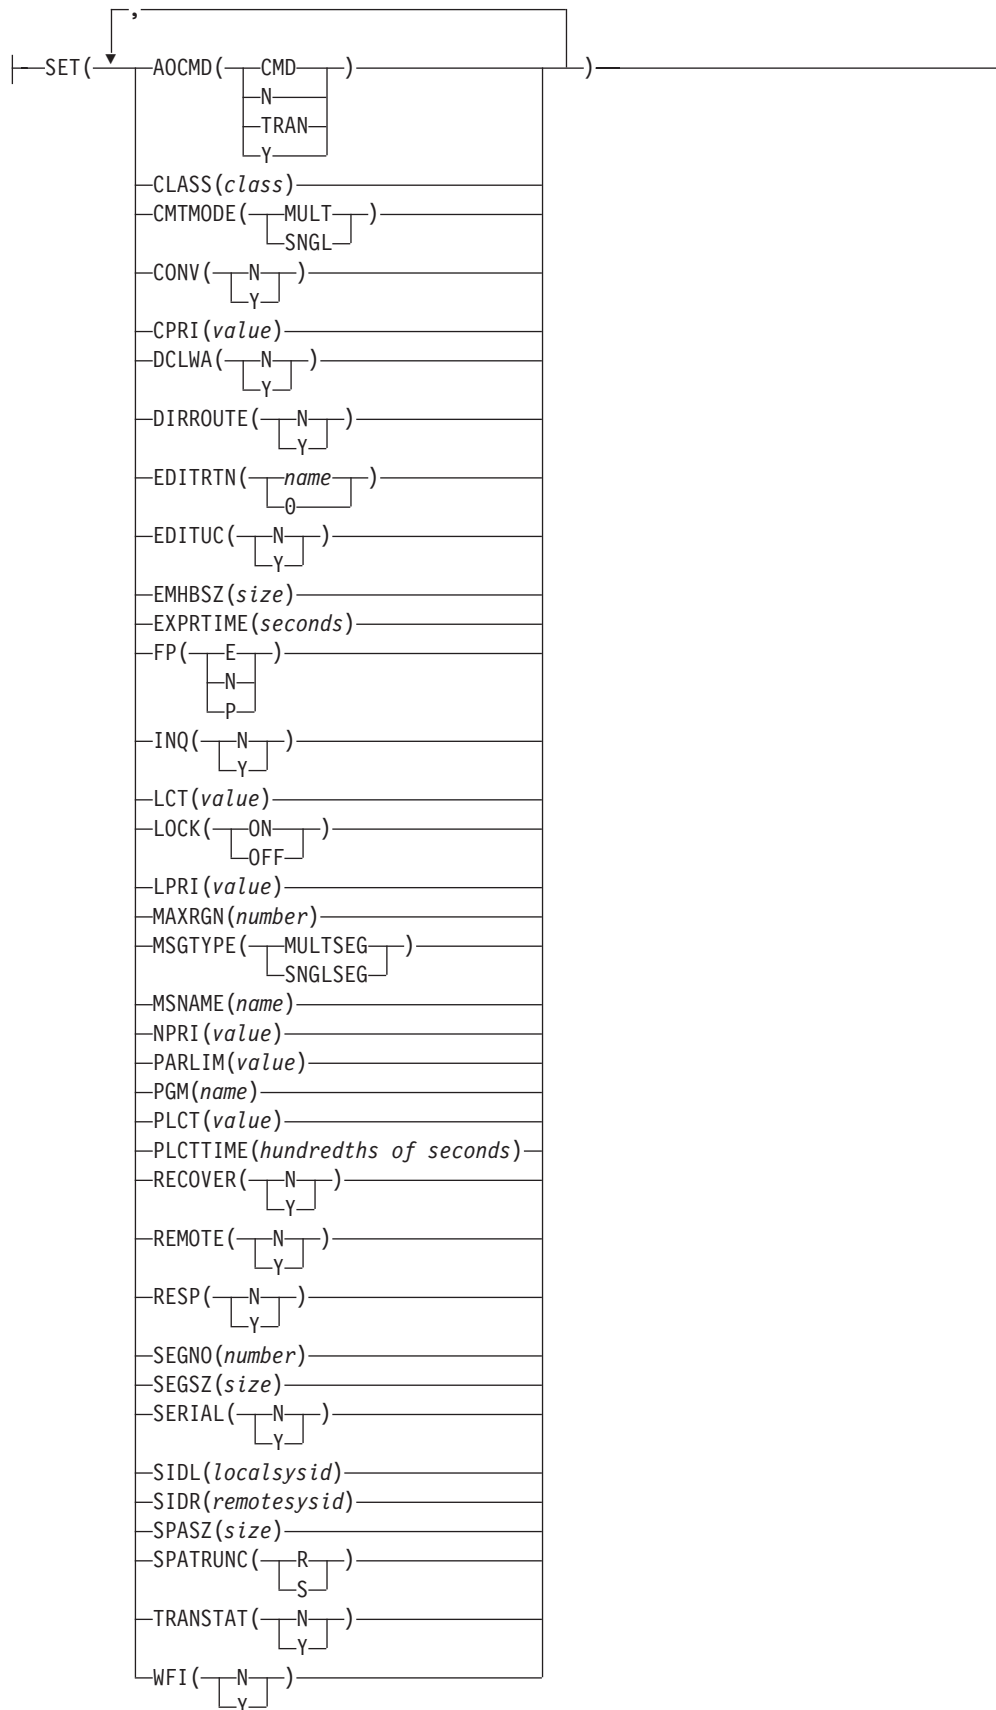 ,
SET( AOCMD( CMD ) )
N
TRAN
Y
CLASS(class)
CMTMODE( MULT )
SNGL
CONV( N )
Y
CPRI(value)
DCLWA( N )
Y
DIRROUTE( N )
Y
EDITRTN( name )
0
EDITUC( N )
Y
EMHBSZ(size)
EXPRTIME(seconds)
FP( E )
N
P
INQ( N )
Y
LCT(value)
LOCK( ON )
OFF
LPRI(value)
MAXRGN(number)
MSGTYPE( MULTSEG )
SNGLSEG
MSNAME(name)
NPRI(value)
PARLIM(value)
PGM(name)
PLCT(value)
PLCTTIME(hundredths of seconds)
RECOVER( N )
Y
REMOTE( N )
Y
RESP( N )
Y
SEGNO(number)
SEGSZ(size)
SERIAL( N )
Y
SIDL(localsysid)
SIDR(remotesysid)
SPASZ(size)
SPATRUNC( R )
S
TRANSTAT( N )
Y
WFI( N )
Y